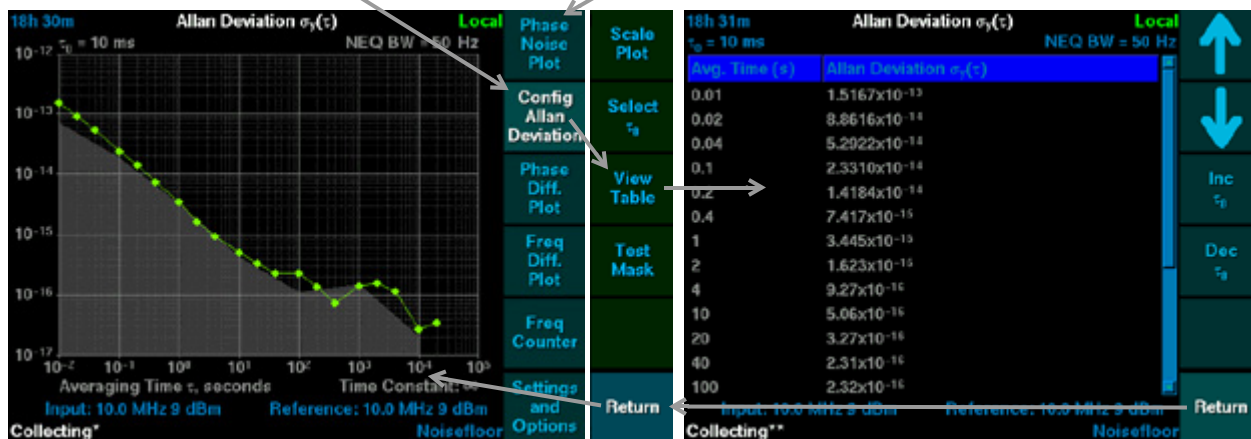 18h 30m Allan Deviation σy(τ) Local
τ0 = 10 ms NEQ BW = 50 Hz
10-12
10-13
10-14
10-15
10-16
10-17
10-2 10-1 100 101 102 103 104 105
Averaging Time τ, seconds Time Constant: ∞
Input: 10.0 MHz 9 dBm Reference: 10.0 MHz 9 dBm
Collecting* Noisefloor
Phase
Noise
Plot
Config
Allan
Deviation
Phase
Diff.
Plot
Freq
Diff.
Plot
Freq
Counter
Settings
and
Options
Scale
Plot
Select
τ0
View
Table
Test
Mask
Return
18h 31m Allan Deviation σy(τ) Local
τ0 = 10 ms NEQ BW = 50 Hz
Avg. Time (s) Allan Deviation σy(τ)
0.01 1.5167x10-13
0.02 8.8616x10-14
0.04 5.2922x10-14
0.1 2.3310x10-14
0.2 1.4184x10-14
0.4 7.417x10-15
1 3.445x10-15
2 1.623x10-15
4 9.27x10-16
10 5.06x10-16
20 3.27x10-16
40 2.31x10-16
100 2.32x10-16
Input: 10.0 MHz 9 dBm Reference: 10.0 MHz 9 dBm
Collecting** Noisefloor
Inc
τ0
Dec
τ0
Return